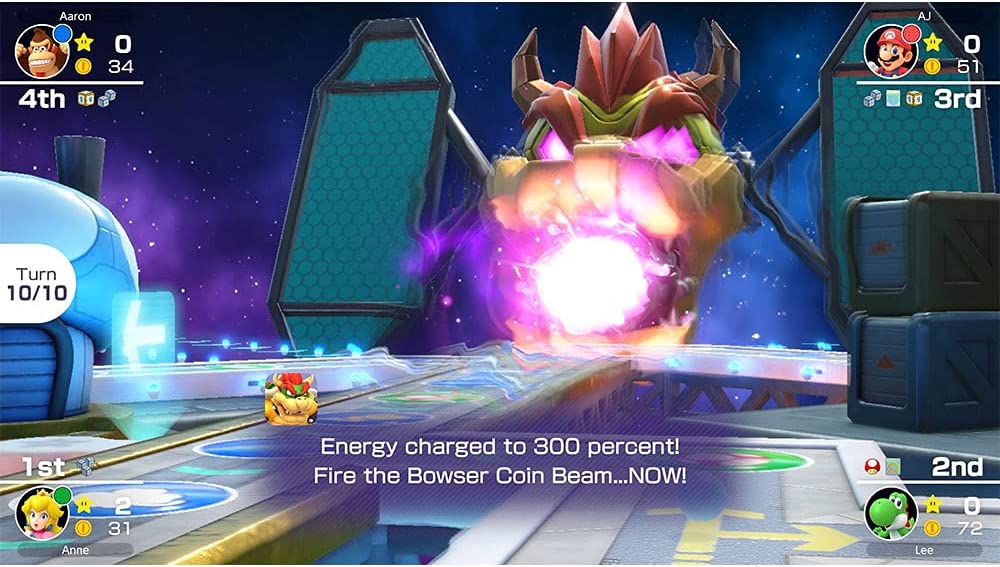 Aaron
0
34
4th
AJ
0
51
3rd
Turn
10/10
Energy charged to 300 percent!
Fire the Bowser Coin Beam...NOW!
1st
2
31
Anne
2nd
0
72
Lee